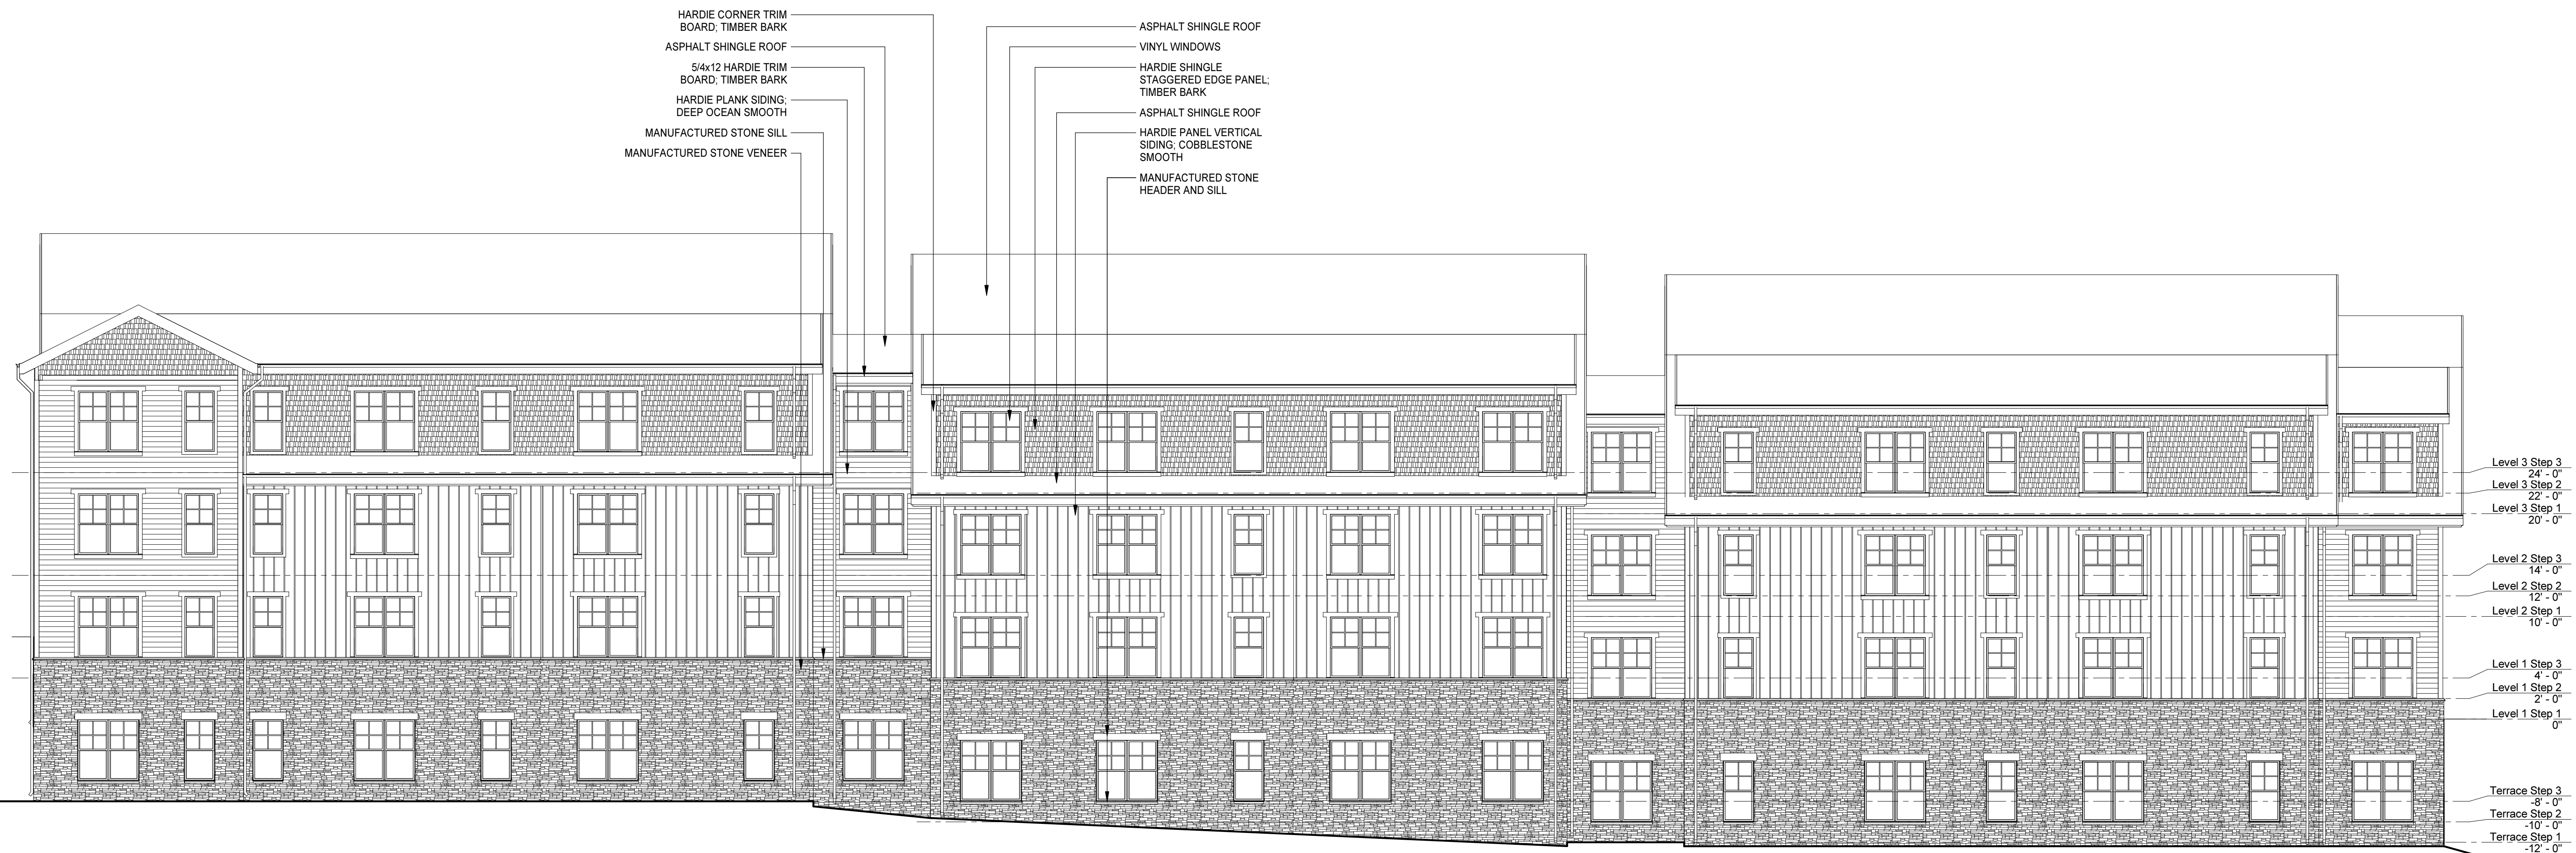 HARDIE CORNER TRIM
BOARD; TIMBER BARK
ASPHALT SHINGLE ROOF
5/4x12 HARDIE TRIM
BOARD; TIMBER BARK
HARDIE PLANK SIDING;
DEEP OCEAN SMOOTH
MANUFACTURED STONE SILL
MANUFACTURED STONE VENEER
ASPHALT SHINGLE ROOF
VINYL WINDOWS
HARDIE SHINGLE
STAGGERED EDGE PANEL;
TIMBER BARK
ASPHALT SHINGLE ROOF
HARDIE PANEL VERTICAL
SIDING; COBBLESTONE
SMOOTH
MANUFACTURED STONE
HEADER AND SILL
Level 3 Step 3
24' - 0"
Level 3 Step 2
22' - 0"
Level 3 Step 1
20' - 0"
Level 2 Step 3
14' - 0"
Level 2 Step 2
12' - 0"
Level 2 Step 1
10' - 0"
Level 1 Step 3
4' - 0"
Level 1 Step 2
2' - 0"
Level 1 Step 1
0"
Terrace Step 3
-8' - 0"
Terrace Step 2
-10' - 0"
Terrace Step 1
-12' - 0"